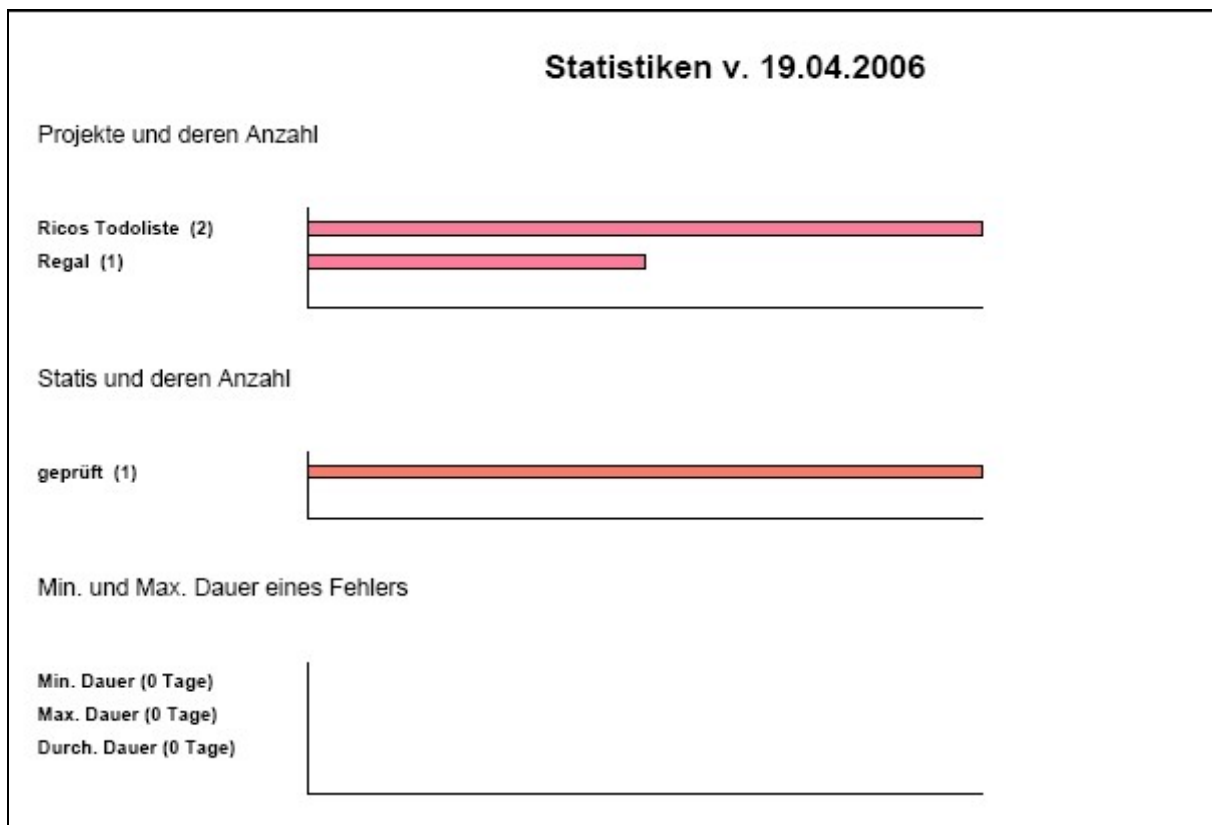 Statistiken v. 19.04.2006
Projekte und deren Anzahl
Ricos Todoliste (2)
Regal (1)
Statis und deren Anzahl
geprüft (1)
Min. und Max. Dauer eines Fehlers
Min. Dauer (0 Tage)
Max. Dauer (0 Tage)
Durch. Dauer (0 Tage)